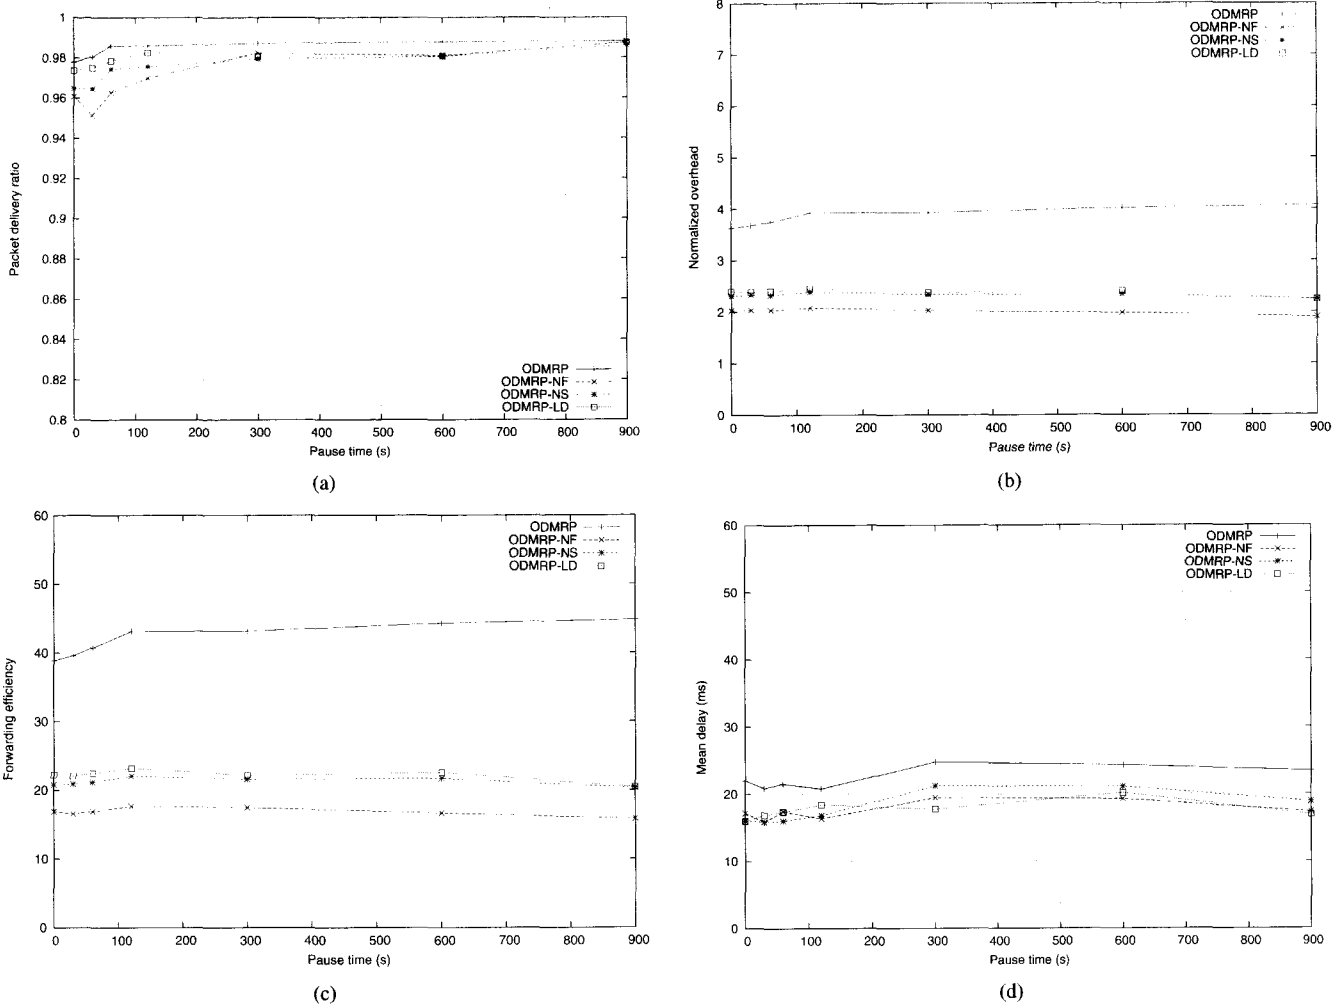 1
0.98
0.96
0.94
0.92
0.9
0.88
0.86
0.84
0.82
0.8
Packet delivery ratio
ODMRP
ODMRP-NF
ODMRP-NS
ODMRP-LD
0 100 200 300 400 500 600 700 800 900
Pause time (s)
(a)
8
7
6
5
4
3
2
1
0
Normalized overhead
ODMRP
ODMRP-NF
ODMRP-NS
ODMRP-LD
0 100 200 300 400 500 600 700 800 900
Pause time (s)
(b)
60
50
40
30
20
10
0
Forwarding efficiency
ODMRP
ODMRP-NF
ODMRP-NS
ODMRP-LD
0 100 200 300 400 500 600 700 800 900
Pause time (s)
(c)
60
50
40
30
20
10
0
Mean delay (ms)
ODMRP
ODMRP-NF
ODMRP-NS
ODMRP-LD
0 100 200 300 400 500 600 700 800 900
Pause time (s)
(d)